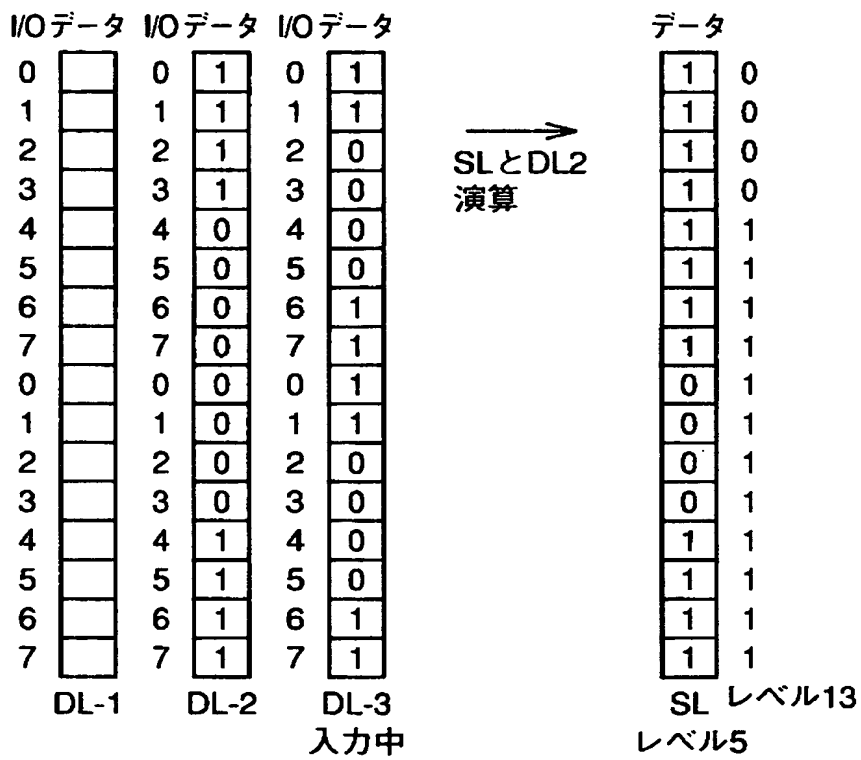 I/Oデータ I/Oデータ I/Oデータ データ
0 0 1 0 1 1 0
1 1 1 1 1 1 0
2 2 1 2 0 1 0
3 3 1 3 0 1 0
4 4 0 4 0 1 1
5 5 0 5 0 1 1
6 6 0 6 1 1 1
7 7 0 7 1 1 1
0 0 0 0 1 0 1
1 1 0 1 1 0 1
2 2 0 2 0 0 1
3 3 0 3 0 0 1
4 4 1 4 0 1 1
5 5 1 5 0 1 1
6 6 1 6 1 1 1
7 7 1 7 1 1 1
SLとDL2
演算
DL-1 DL-2 DL-3 SL レベル13
入力中 レベル5